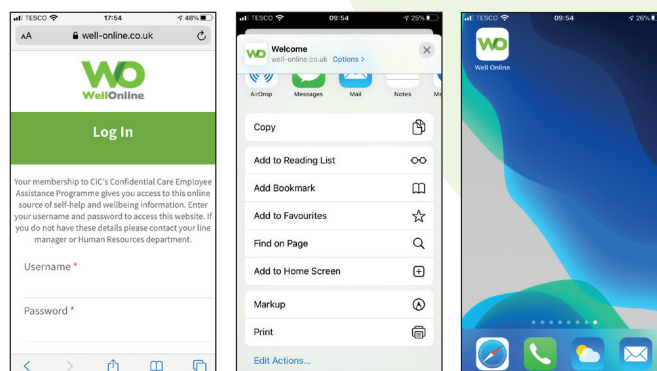 TESCO 17:54 48%
AA well-online.co.uk
WO
WellOnline
Log In
Your membership to CiC's Confidential Care Employee
Assistance Programme gives you access to this online
source of self-help and wellbeing information. Enter
your username and password to access this website. If
you do not have these details please contact your line
manager or Human Resources department.
Username *
Password *
TESCO 09:54 25%
WO
Welcome
well-online.co.uk Options >
AirDrop Messages Mail Notes Me
Copy
Add to Reading List
Add Bookmark
Add to Favourites
Find on Page
Add to Home Screen
Markup
Print
Edit Actions...
TESCO 09:54 26%
WO
Well Online